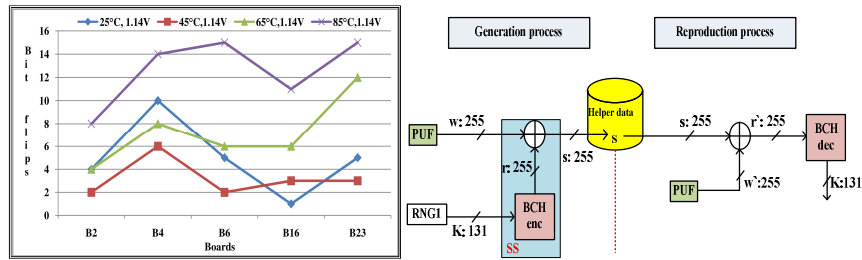 25°C, 1.14V 45°C,1.14V 65°C,1.14V 85°C,1.14V
Bit flips
16
14
12
10
8
6
4
2
0
B2 B4 B6 B16 B23
Boards
Generation process
Reproduction process
PUF
w: 255
Helper data
s
s: 255
r: 255
s: 255
r`: 255
BCH dec
PUF
w`:255
K:131
RNG1
K: 131
BCH enc
SS